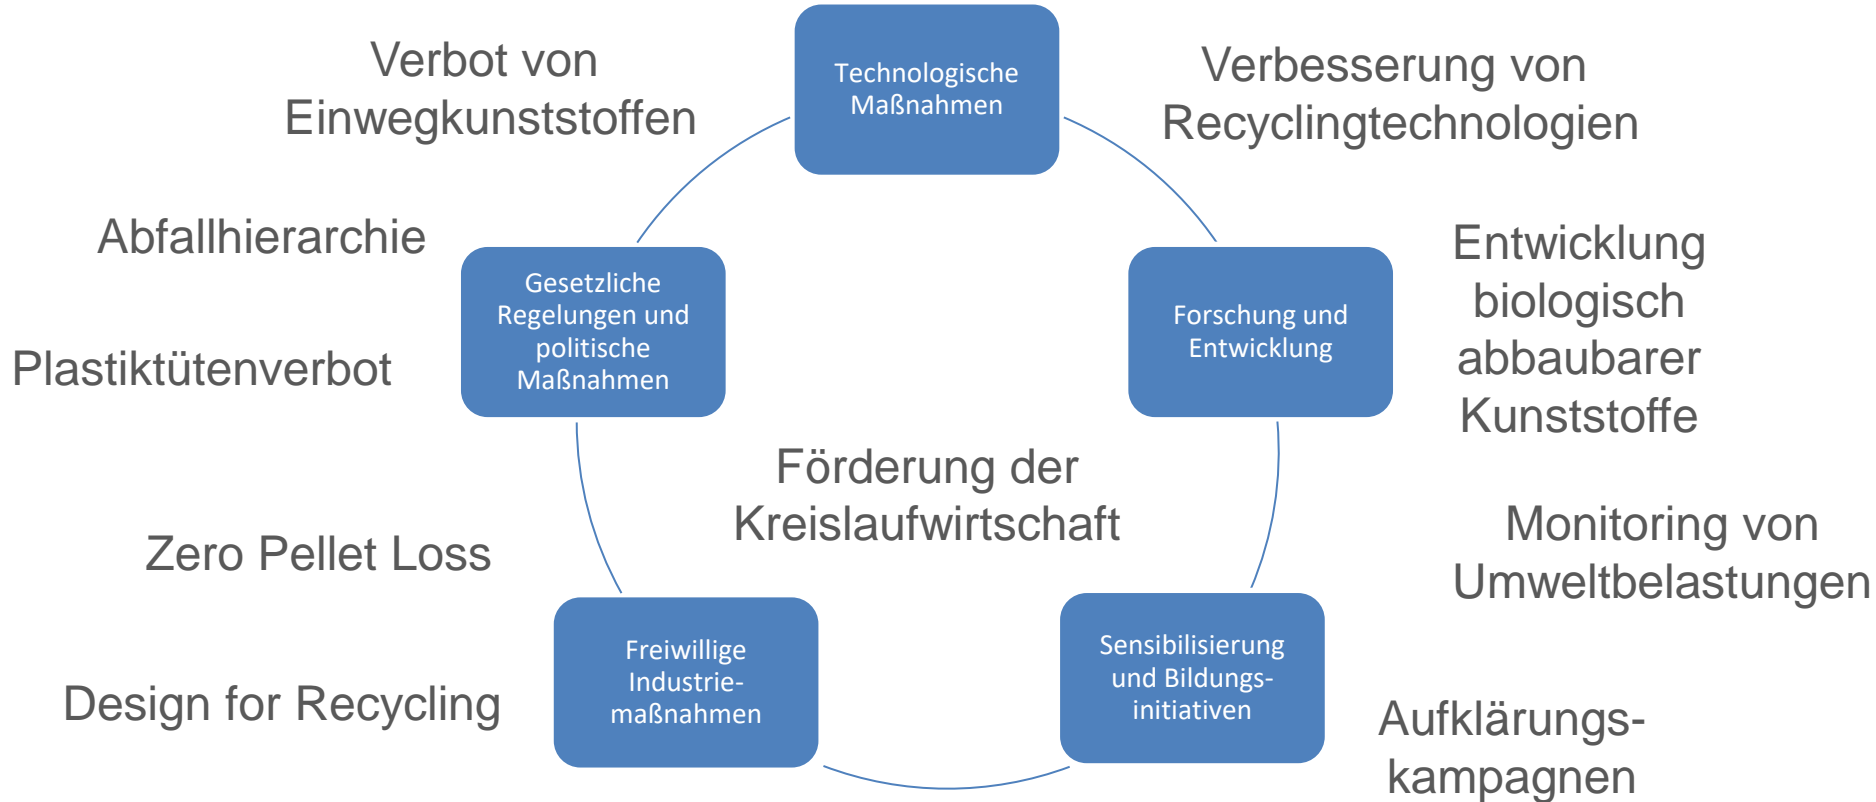 Technologische
Maßnahmen
Verbot von
Einwegkunststoffen
Verbesserung von
Recyclingtechnologien
Abfallhierarchie
Gesetzliche
Regelungen und
politische
Maßnahmen
Plastiktütenverbot
Forschung und
Entwicklung
Entwicklung
biologisch
abbaubarer
Kunststoffe
Förderung der
Kreislaufwirtschaft
Monitoring von
Umweltbelastungen
Zero Pellet Loss
Freiwillige
Industrie-
maßnahmen
Design for Recycling
Sensibilisierung
und Bildungs-
initiativen
Aufklärungs-
kampagnen